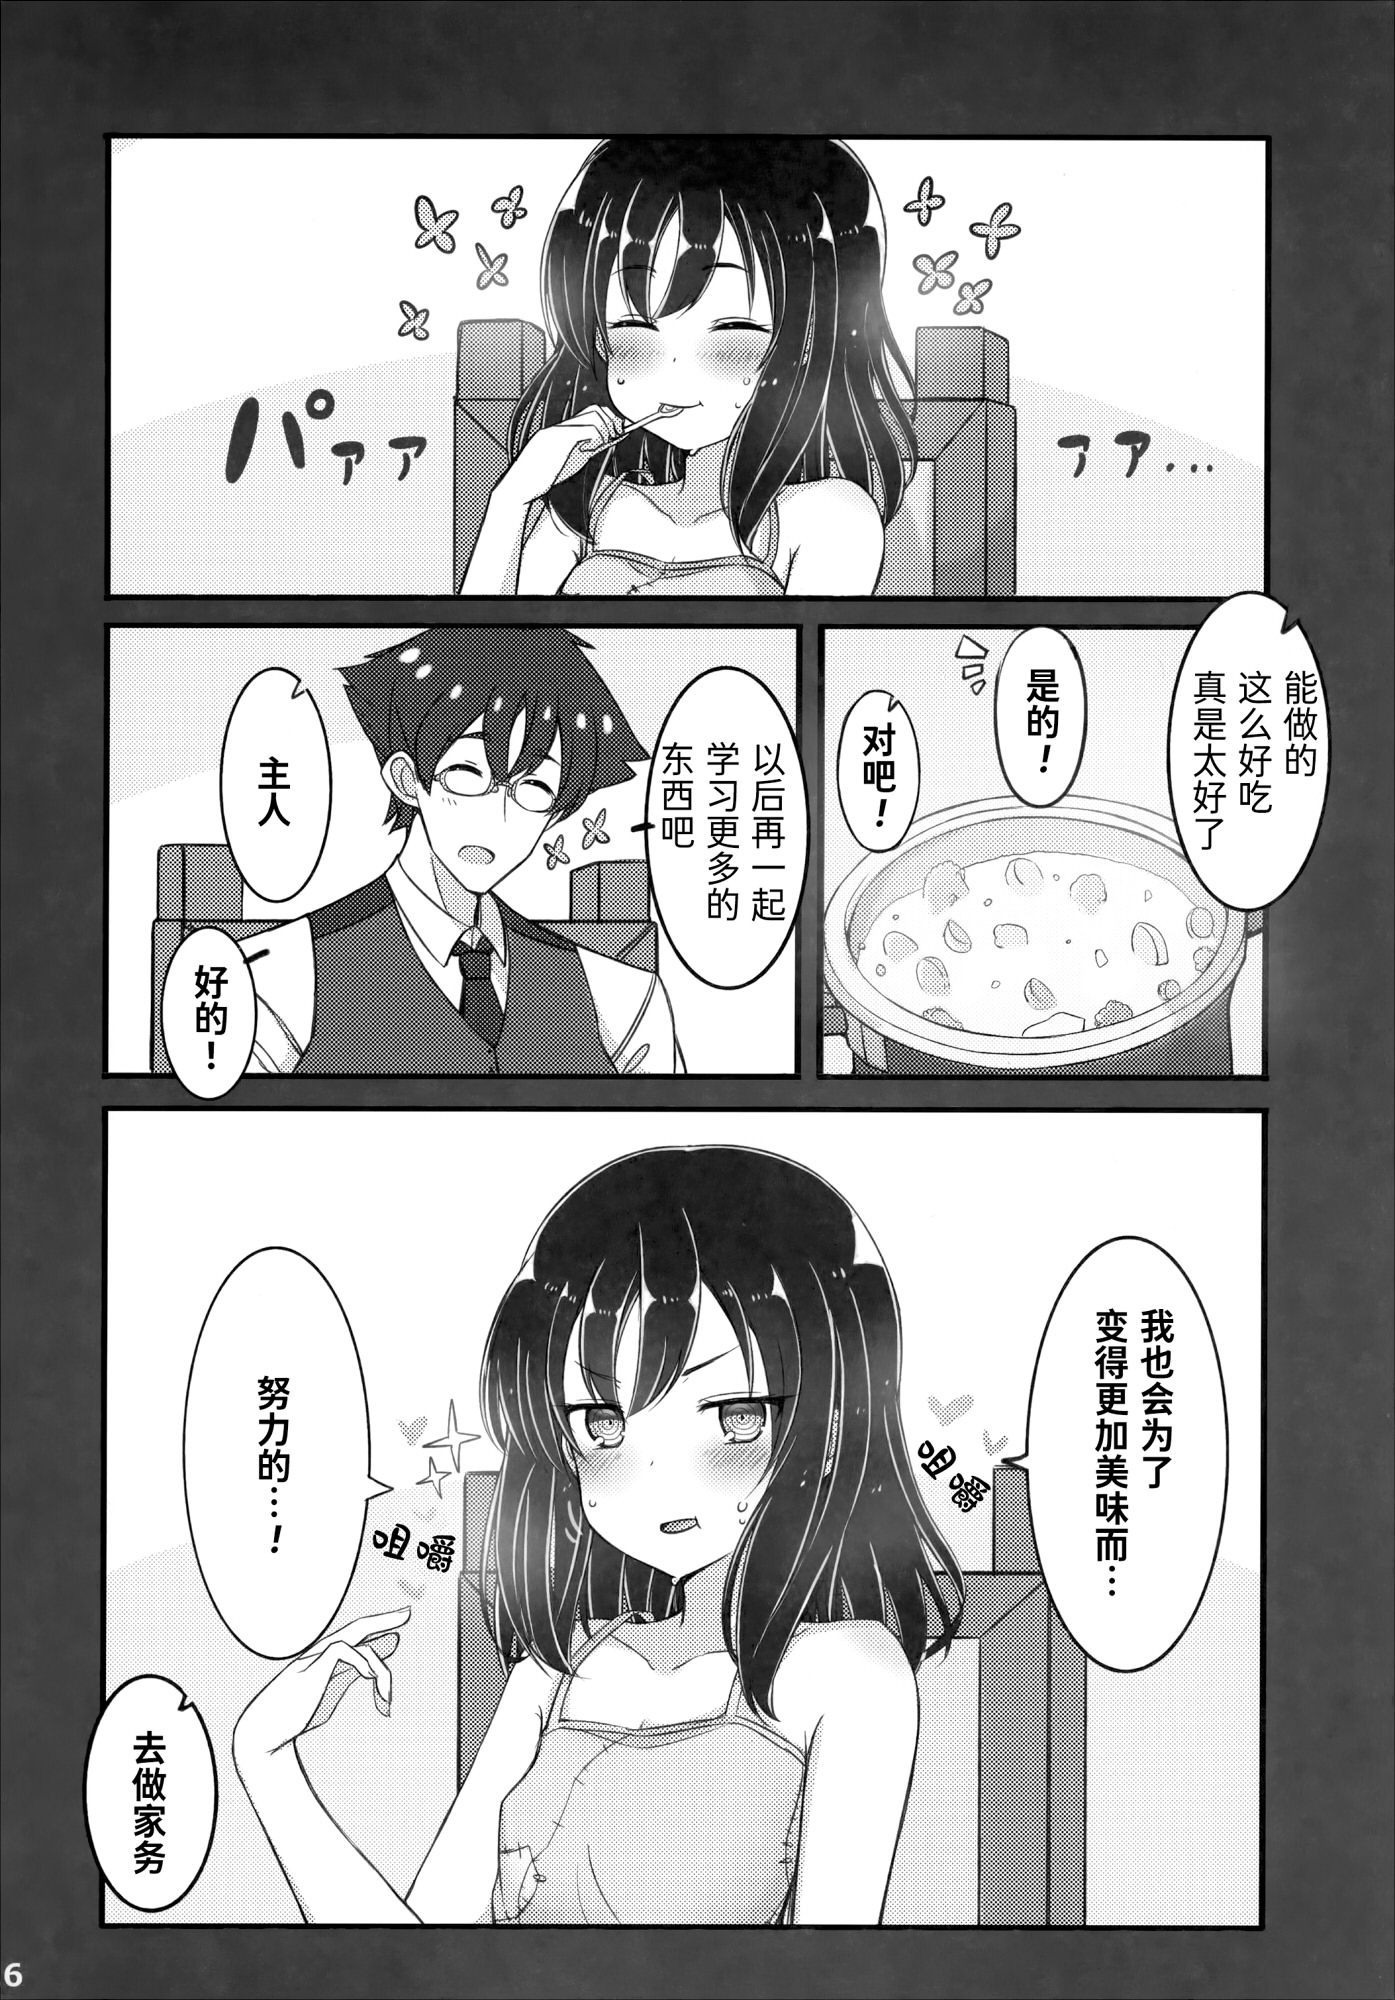 パァァ
ァァ...
能做的
这么好吃
真是太好了
是的！
对吧！
以后再一起
学习更多的
东西吧
主人
好的！
我也会为了
变得更加美味而…
咀嚼
咀嚼
努力的…！
去做家务
6